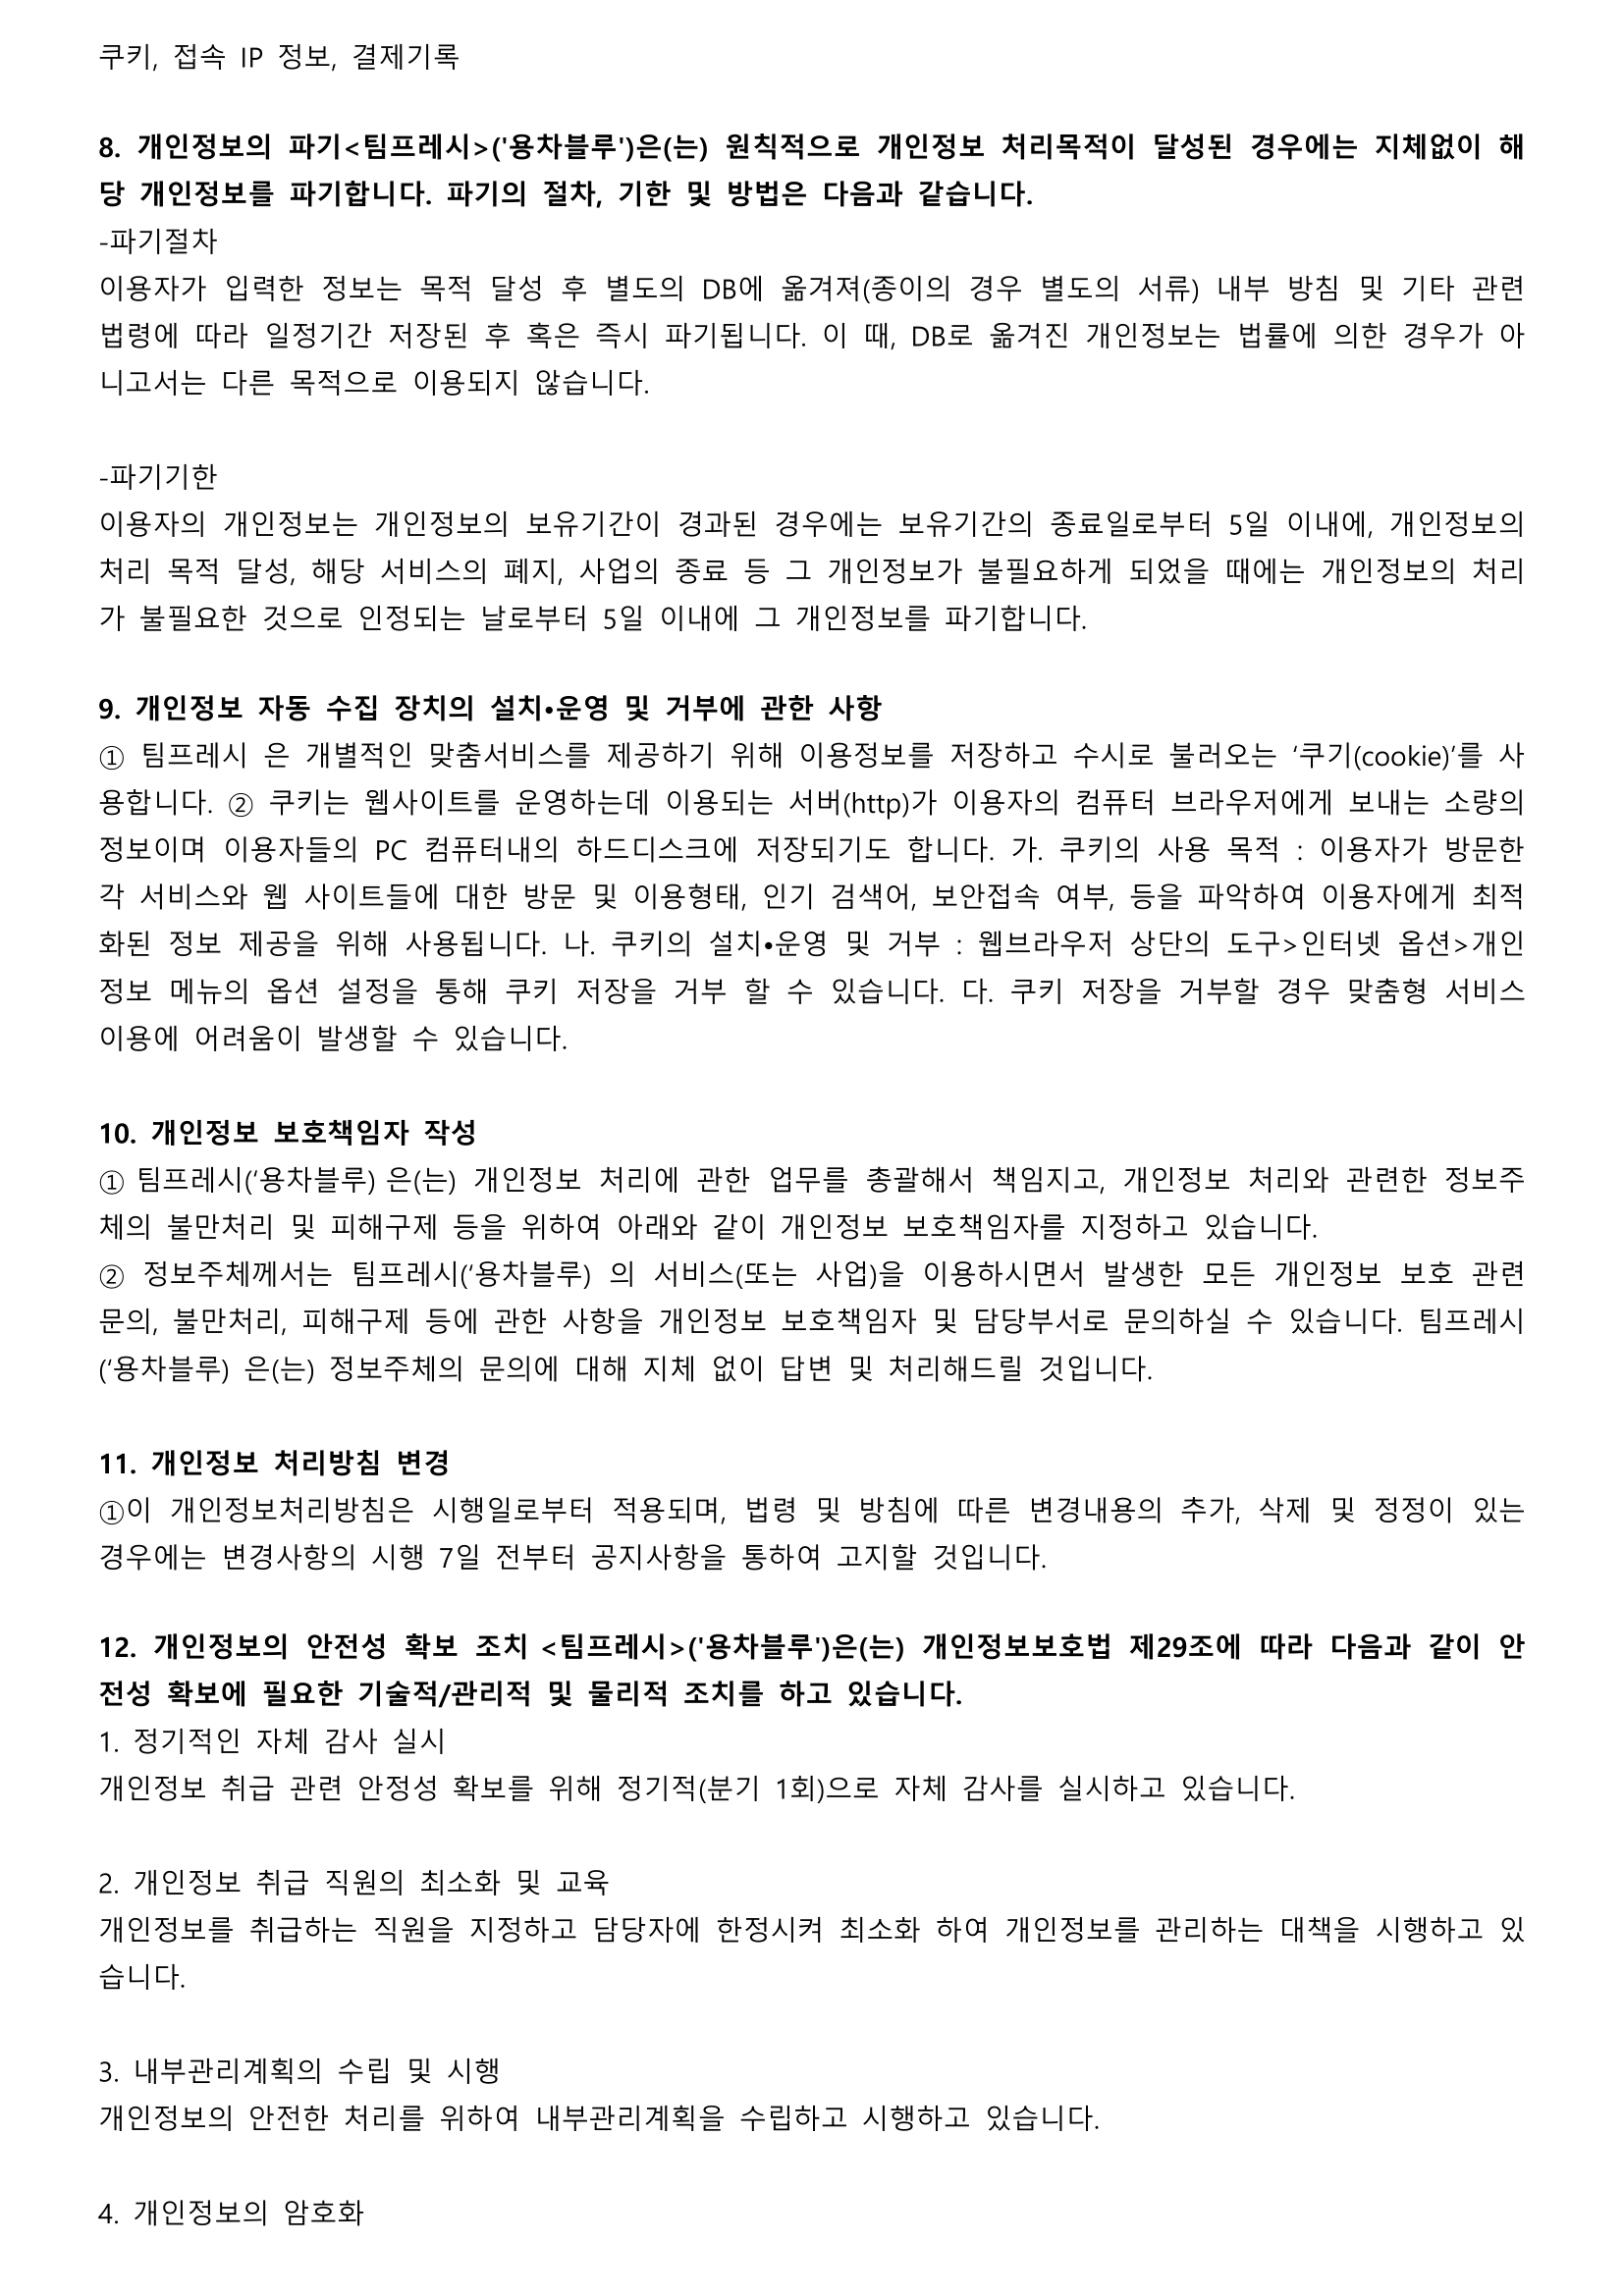 쿠키, 접속 IP 정보, 결제기록
8. 개인정보의 파기<팀프레시>('용차블루')은(는) 원칙적으로 개인정보 처리목적이 달성된 경우에는 지체없이 해
당 개인정보를 파기합니다. 파기의 절차, 기한 및 방법은 다음과 같습니다.
-파기절차
이용자가 입력한 정보는 목적 달성 후 별도의 DB에 옮겨져(종이의 경우 별도의 서류) 내부 방침 및 기타 관련
법령에 따라 일정기간 저장된 후 혹은 즉시 파기됩니다. 이 때, DB로 옮겨진 개인정보는 법률에 의한 경우가 아
니고서는 다른 목적으로 이용되지 않습니다.
-파기기한
이용자의 개인정보는 개인정보의 보유기간이 경과된 경우에는 보유기간의 종료일로부터 5일 이내에, 개인정보의
처리 목적 달성, 해당 서비스의 폐지, 사업의 종료 등 그 개인정보가 불필요하게 되었을 때에는 개인정보의 처리
가 불필요한 것으로 인정되는 날로부터 5일 이내에 그 개인정보를 파기합니다.
9. 개인정보 자동 수집 장치의 설치•운영 및 거부에 관한 사항
① 팀프레시 은 개별적인 맞춤서비스를 제공하기 위해 이용정보를 저장하고 수시로 불러오는 ‘쿠기(cookie)’를 사
용합니다. ② 쿠키는 웹사이트를 운영하는데 이용되는 서버(http)가 이용자의 컴퓨터 브라우저에게 보내는 소량의
정보이며 이용자들의 PC 컴퓨터내의 하드디스크에 저장되기도 합니다. 가. 쿠키의 사용 목적 : 이용자가 방문한
각 서비스와 웹 사이트들에 대한 방문 및 이용형태, 인기 검색어, 보안접속 여부, 등을 파악하여 이용자에게 최적
화된 정보 제공을 위해 사용됩니다. 나. 쿠키의 설치•운영 및 거부 : 웹브라우저 상단의 도구>인터넷 옵션>개인
정보 메뉴의 옵션 설정을 통해 쿠키 저장을 거부 할 수 있습니다. 다. 쿠키 저장을 거부할 경우 맞춤형 서비스
이용에 어려움이 발생할 수 있습니다.
10. 개인정보 보호책임자 작성
① 팀프레시(‘용차블루) 은(는) 개인정보 처리에 관한 업무를 총괄해서 책임지고, 개인정보 처리와 관련한 정보주
체의 불만처리 및 피해구제 등을 위하여 아래와 같이 개인정보 보호책임자를 지정하고 있습니다.
② 정보주체께서는 팀프레시(‘용차블루) 의 서비스(또는 사업)을 이용하시면서 발생한 모든 개인정보 보호 관련
문의, 불만처리, 피해구제 등에 관한 사항을 개인정보 보호책임자 및 담당부서로 문의하실 수 있습니다. 팀프레시
(‘용차블루) 은(는) 정보주체의 문의에 대해 지체 없이 답변 및 처리해드릴 것입니다.
11. 개인정보 처리방침 변경
①이 개인정보처리방침은 시행일로부터 적용되며, 법령 및 방침에 따른 변경내용의 추가, 삭제 및 정정이 있는
경우에는 변경사항의 시행 7일 전부터 공지사항을 통하여 고지할 것입니다.
12. 개인정보의 안전성 확보 조치 <팀프레시>('용차블루')은(는) 개인정보보호법 제29조에 따라 다음과 같이 안
전성 확보에 필요한 기술적/관리적 및 물리적 조치를 하고 있습니다.
1. 정기적인 자체 감사 실시
개인정보 취급 관련 안정성 확보를 위해 정기적(분기 1회)으로 자체 감사를 실시하고 있습니다.
2. 개인정보 취급 직원의 최소화 및 교육
개인정보를 취급하는 직원을 지정하고 담당자에 한정시켜 최소화 하여 개인정보를 관리하는 대책을 시행하고 있
습니다.
3. 내부관리계획의 수립 및 시행
개인정보의 안전한 처리를 위하여 내부관리계획을 수립하고 시행하고 있습니다.
4. 개인정보의 암호화